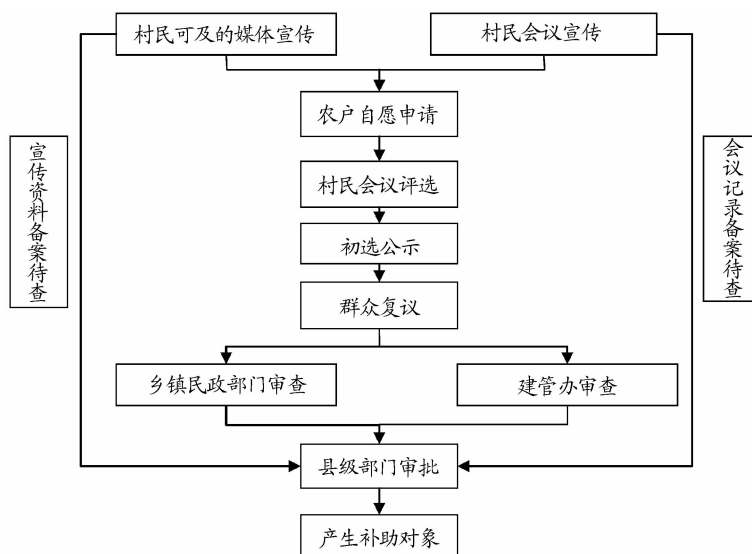 村民可及的媒体宣传
村民会议宣传
农户自愿申请
宣传资料备案待查
会议记录备案待查
村民会议评选
初选公示
群众复议
乡镇民政部门审查
建管办审查
县级部门审批
产生补助对象